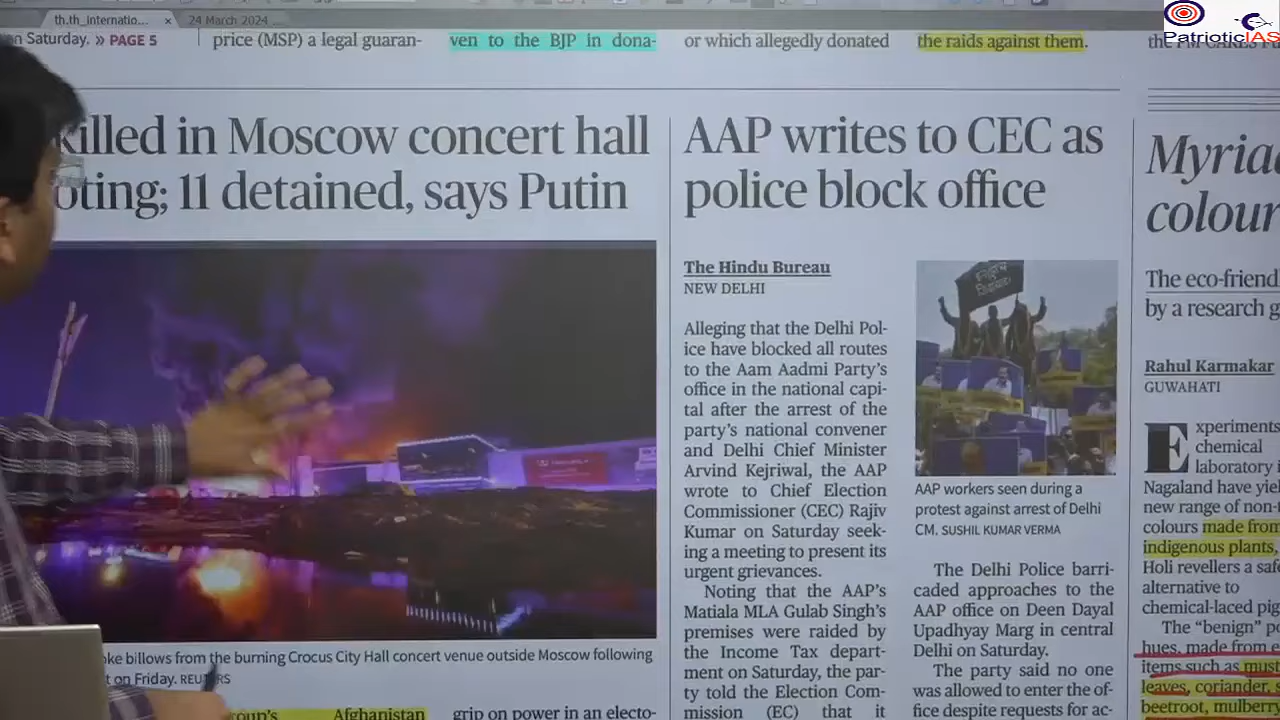 th.th_internatio... ×
24 March 2024
PatrioticIAS
n Saturday. » PAGE 5
price (MSP) a legal guaran-
ven to the BJP in dona-
or which allegedly donated
the raids against them.
killed in Moscow concert hall
oting; 11 detained, says Putin
oke billows from the burning Crocus City Hall concert venue outside Moscow following
t on Friday.
roup's Afghanistan
grip on power in an electo-
AAP writes to CEC as
police block office
The Hindu Bureau
NEW DELHI
Alleging that the Delhi Pol-
ice have blocked all routes
to the Aam Aadmi Party's
office in the national capi-
tal after the arrest of the
party's national convener
and Delhi Chief Minister
Arvind Kejriwal, the AAP
wrote to Chief Election
Commissioner (CEC) Rajiv
Kumar on Saturday seek-
ing a meeting to present its
urgent grievances.
Noting that the AAP's
Matiala MLA Gulab Singh's
premises were raided by
the Income Tax depart-
ment on Saturday, the par-
ty told the Election Com-
mission (EC) that it
AAP workers seen during a
protest against arrest of Delhi
CM. SUSHIL KUMAR VERMA
The Delhi Police barri-
caded approaches to the
AAP office on Deen Dayal
Upadhyay Marg in central
Delhi on Saturday.
The party said no one
was allowed to enter the of-
fice despite requests for ac-
Myriad
colour
The eco-friend
by a research g
Rahul Karmakar
GUWAHATI
Experiments
chemical
laboratory i
Nagaland have yiel
new range of non-
colours made from
indigenous plants,
Holi revellers a safe
alternative to
chemical-laced pig
The "benign" po
hues, made from e
items such as must
leaves, coriander, s
beetroot, mulberry